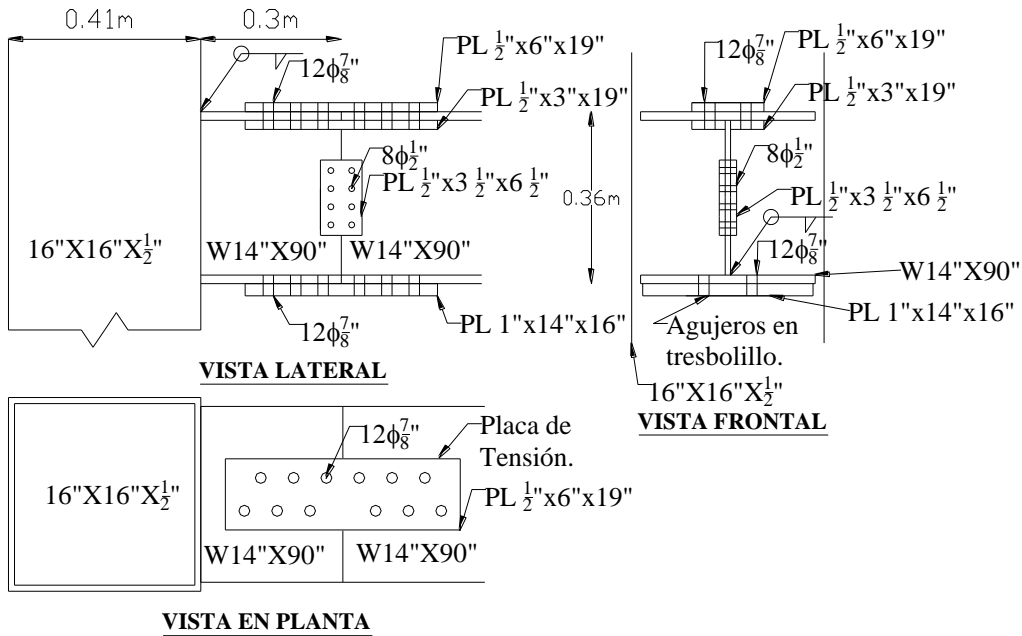 0.41m
0.3m
12ϕ7/8"
PL 1/2"x6"x19"
PL 1/2"x3"x19"
8ϕ1/2"
PL 1/2"x3 1/2"x6 1/2"
16"X16"X1/2"
W14"X90"
W14"X90"
0.36m
12ϕ7/8"
PL 1"x14"x16"
VISTA LATERAL
12ϕ7/8"
PL 1/2"x6"x19"
PL 1/2"x3"x19"
8ϕ1/2"
PL 1/2"x3 1/2"x6 1/2"
12ϕ7/8"
W14"X90"
PL 1"x14"x16"
Agujeros en
tresbolillo.
16"X16"X1/2"
VISTA FRONTAL
12ϕ7/8"
Placa de
Tensión.
16"X16"X1/2"
PL 1/2"x6"x19"
W14"X90"
W14"X90"
VISTA EN PLANTA